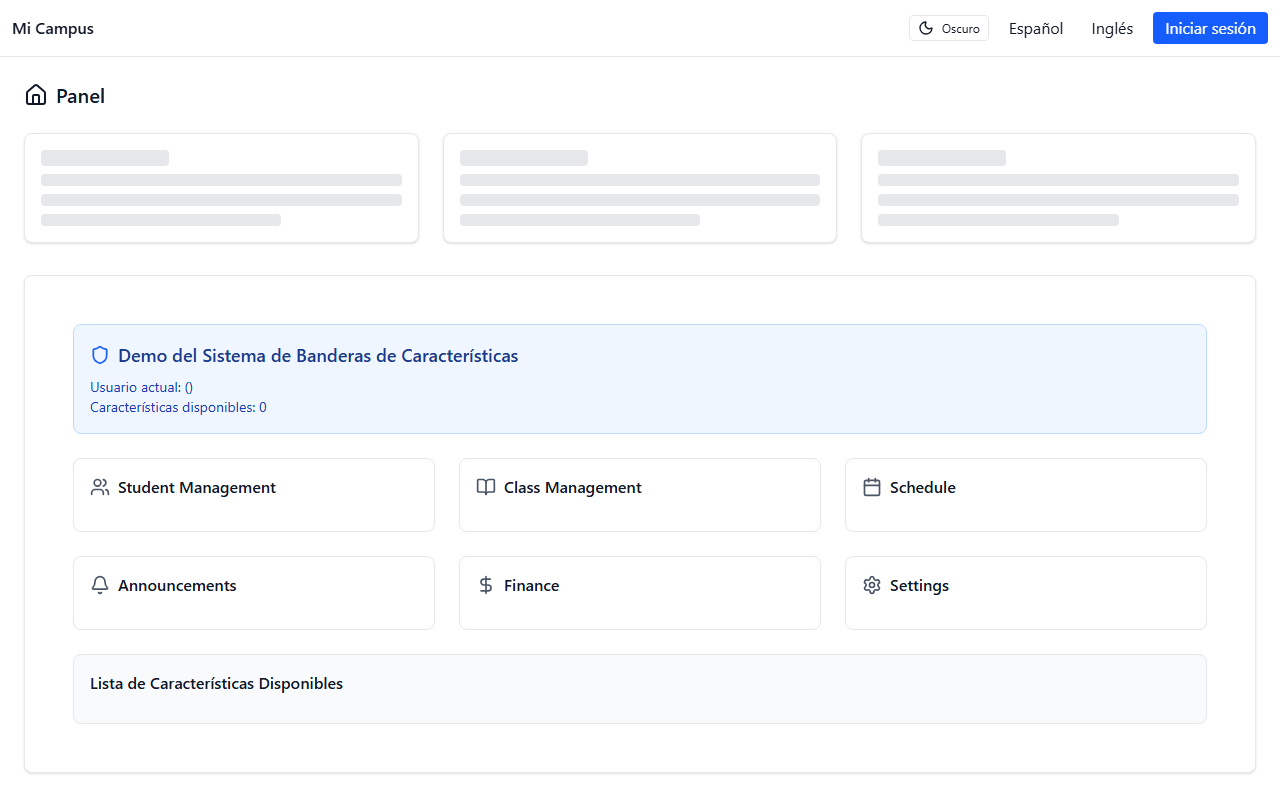 Mi Campus
Oscuro
Español
Inglés
Iniciar sesión
Panel
Demo del Sistema de Banderas de Características
Usuario actual: ()
Características disponibles: 0
Student Management
Class Management
Schedule
Announcements
Finance
Settings
Lista de Características Disponibles